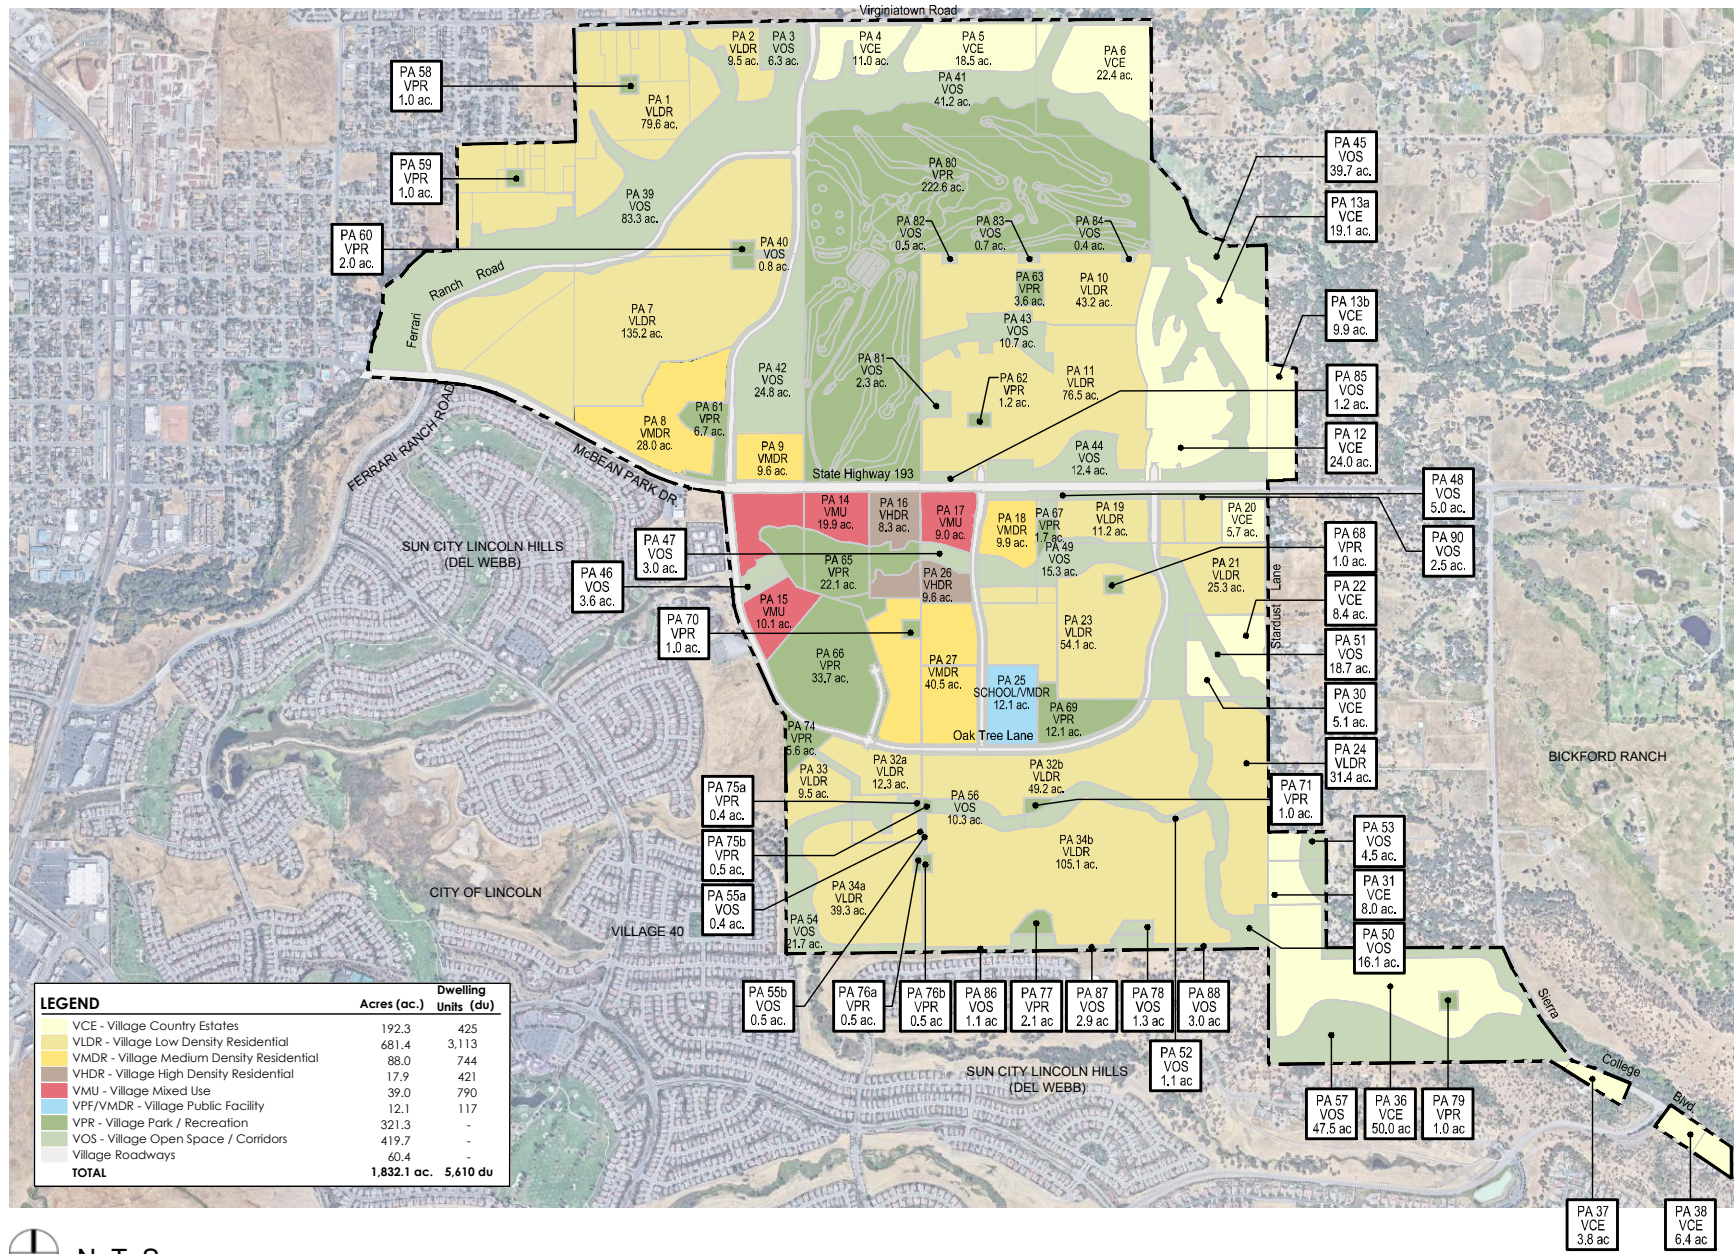 Virginiatown Road
PA 2
VLDR
9.5 ac.
PA 3
VOS
6.3 ac.
PA 4
VCE
11.0 ac.
PA 5
VCE
18.5 ac.
PA 6
VCE
22.4 ac.
PA 58
VPR
1.0 ac.
PA 1
VLDR
79.6 ac.
PA 41
VOS
41.2 ac.
PA 59
VPR
1.0 ac.
PA 39
VOS
83.3 ac.
PA 80
VPR
222.6 ac.
PA 45
VOS
39.7 ac.
PA 13a
VCE
19.1 ac.
PA 60
VPR
2.0 ac.
PA 40
VOS
0.8 ac.
PA 82
VOS
0.5 ac.
PA 83
VOS
0.7 ac.
PA 84
VOS
0.4 ac.
Ferrari Ranch Road
PA 63
VPR
3.6 ac.
PA 10
VLDR
43.2 ac.
PA 7
VLDR
135.2 ac.
PA 43
VOS
10.7 ac.
PA 13b
VCE
9.9 ac.
PA 42
VOS
24.8 ac.
PA 81
VOS
2.3 ac.
PA 62
VPR
1.2 ac.
PA 11
VLDR
76.5 ac.
PA 85
VOS
1.2 ac.
PA 8
VMDR
28.0 ac.
PA 61
VPR
6.7 ac.
PA 9
VMDR
9.6 ac.
PA 44
VOS
12.4 ac.
PA 12
VCE
24.0 ac.
FERRARI RANCH ROAD
McBEAN PARK DR.
State Highway 193
PA 48
VOS
5.0 ac.
PA 14
VMU
19.9 ac.
PA 16
VHDR
8.3 ac.
PA 17
VMU
9.0 ac.
PA 18
VMDR
9.9 ac.
PA 67
VPR
1.7 ac.
PA 19
VLDR
11.2 ac.
PA 20
VCE
5.7 ac.
PA 90
VOS
2.5 ac.
SUN CITY LINCOLN HILLS
(DEL WEBB)
PA 47
VOS
3.0 ac.
PA 49
VOS
15.3 ac.
PA 68
VPR
1.0 ac.
PA 46
VOS
3.6 ac.
PA 65
VPR
22.1 ac.
PA 26
VHDR
9.6 ac.
PA 21
VLDR
25.3 ac.
Stardust Lane
PA 22
VCE
8.4 ac.
PA 15
VMU
10.1 ac.
PA 70
VPR
1.0 ac.
PA 23
VLDR
54.1 ac.
PA 51
VOS
18.7 ac.
PA 66
VPR
33.7 ac.
PA 27
VMDR
40.5 ac.
PA 25
SCHOOL/VMDR
12.1 ac.
PA 30
VCE
5.1 ac.
PA 69
VPR
12.1 ac.
Oak Tree Lane
PA 74
VPR
5.6 ac.
PA 24
VLDR
31.4 ac.
BICKFORD RANCH
PA 33
VLDR
9.5 ac.
PA 32a
VLDR
12.3 ac.
PA 32b
VLDR
49.2 ac.
PA 75a
VPR
0.4 ac.
PA 56
VOS
10.3 ac.
PA 71
VPR
1.0 ac.
PA 75b
VPR
0.5 ac.
PA 34b
VLDR
105.1 ac.
PA 53
VOS
4.5 ac.
CITY OF LINCOLN
PA 55a
VOS
0.4 ac.
PA 34a
VLDR
39.3 ac.
PA 31
VCE
8.0 ac.
VILLAGE 40
PA 54
VOS
21.7 ac.
PA 50
VOS
16.1 ac.
PA 55b
VOS
0.5 ac.
PA 76a
VPR
0.5 ac.
PA 76b
VPR
0.5 ac
PA 86
VOS
1.1 ac
PA 77
VPR
2.1 ac
PA 87
VOS
2.9 ac
PA 78
VOS
1.3 ac
PA 88
VOS
3.0 ac
PA 52
VOS
1.1 ac
SUN CITY LINCOLN HILLS
(DEL WEBB)
Sierra College Blvd.
PA 57
VOS
47.5 ac
PA 36
VCE
50.0 ac
PA 79
VPR
1.0 ac
PA 37
VCE
3.8 ac
PA 38
VCE
6.4 ac
LEGEND Acres (ac.) Dwelling Units (du)
VCE - Village Country Estates 192.3 425
VLDR - Village Low Density Residential 681.4 3,113
VMDR - Village Medium Density Residential 88.0 744
VHDR - Village High Density Residential 17.9 421
VMU - Village Mixed Use 39.0 790
VPF/VMDR - Village Public Facility 12.1 117
VPR - Village Park / Recreation 321.3 -
VOS - Village Open Space / Corridors 419.7 -
Village Roadways 60.4 -
TOTAL 1,832.1 ac. 5,610 du